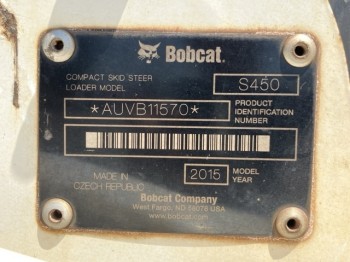 Bobcat.
COMPACT SKID STEER
LOADER MODEL
S450
*AUVB11570*
PRODUCT
IDENTIFICATION
NUMBER
MADE IN
CZECH REPUBLIC
2015
MODEL
YEAR
Bobcat Company
West Fargo, ND 58078 USA
www.bobcat.com